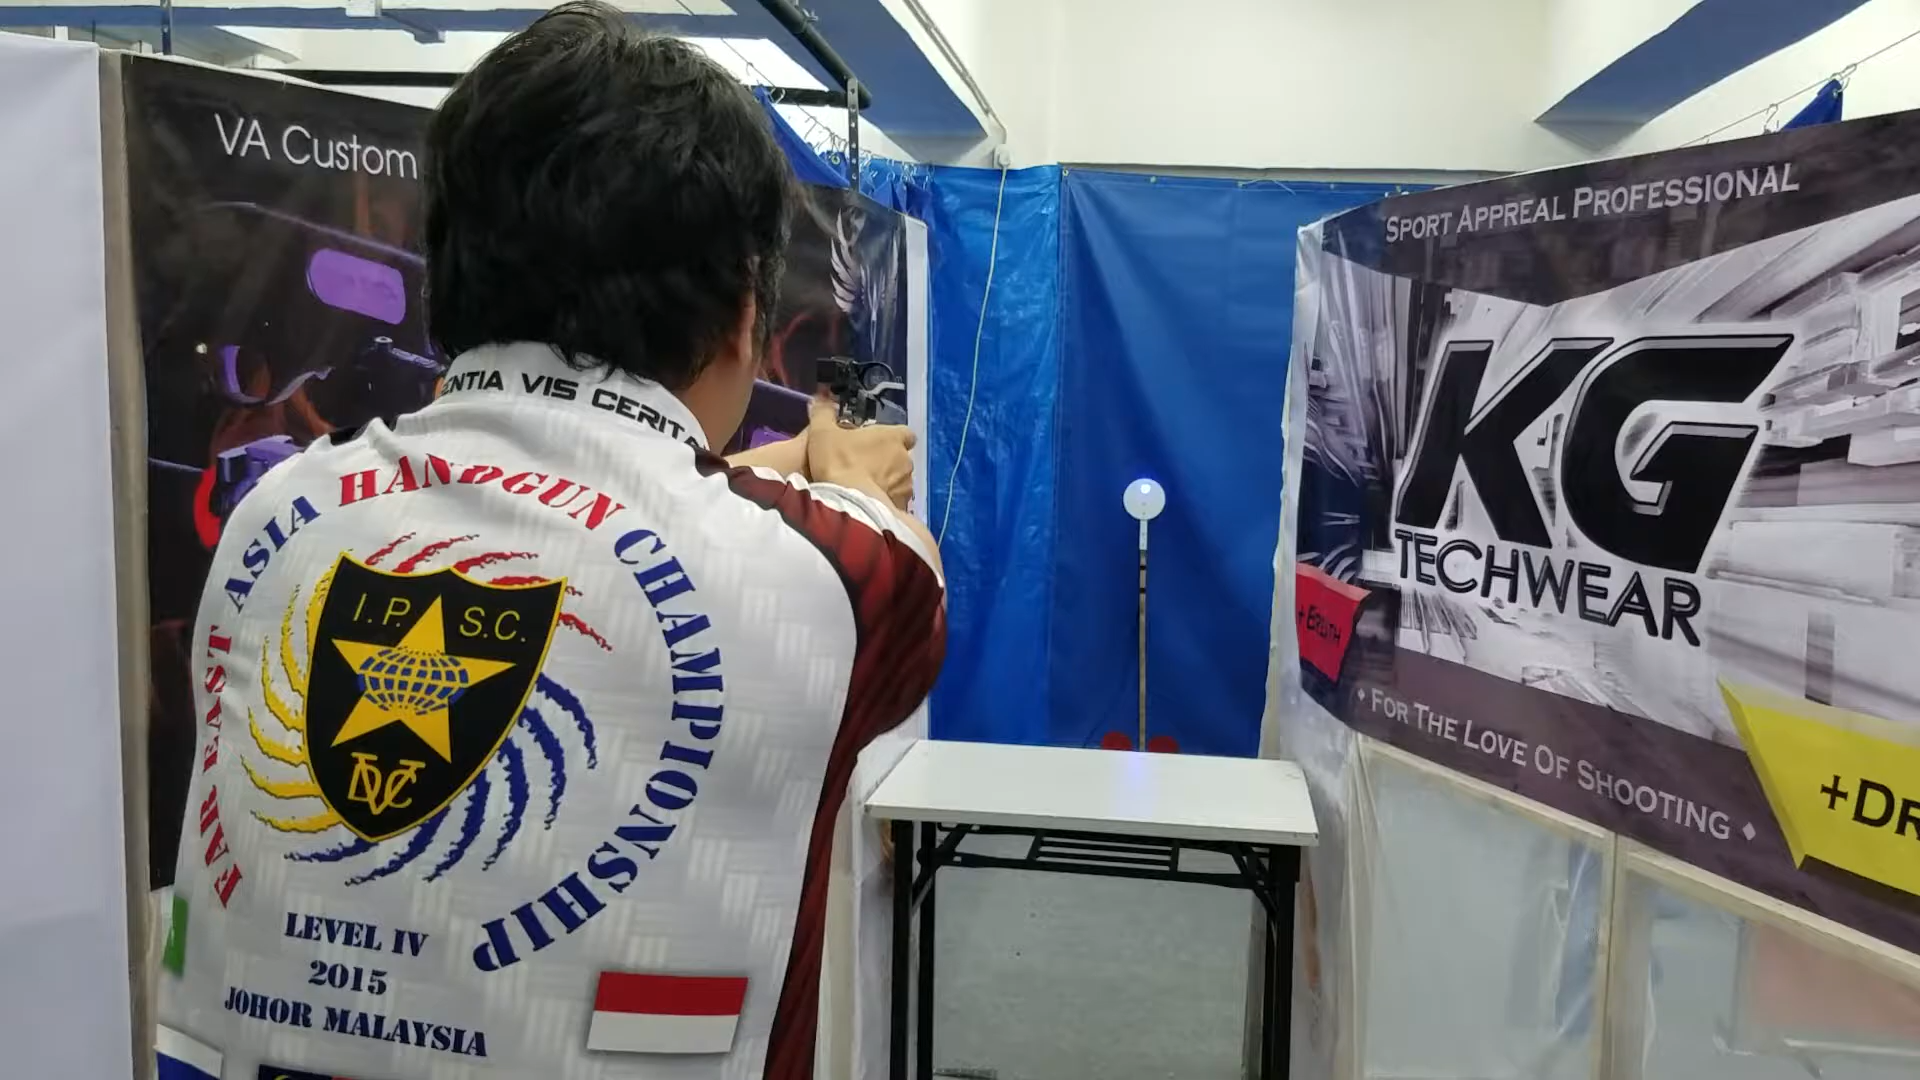 VA Custom
ENTIA VIS CERITA
FAR EAST ASIA HANDGUN CHAMPIONSHIP
I.P. S.C.
DVC
LEVEL IV
2015
JOHOR MALAYSIA
SPORT APPREAL PROFESSIONAL
KG
TECHWEAR
• FOR THE LOVE OF SHOOTING •
+DR